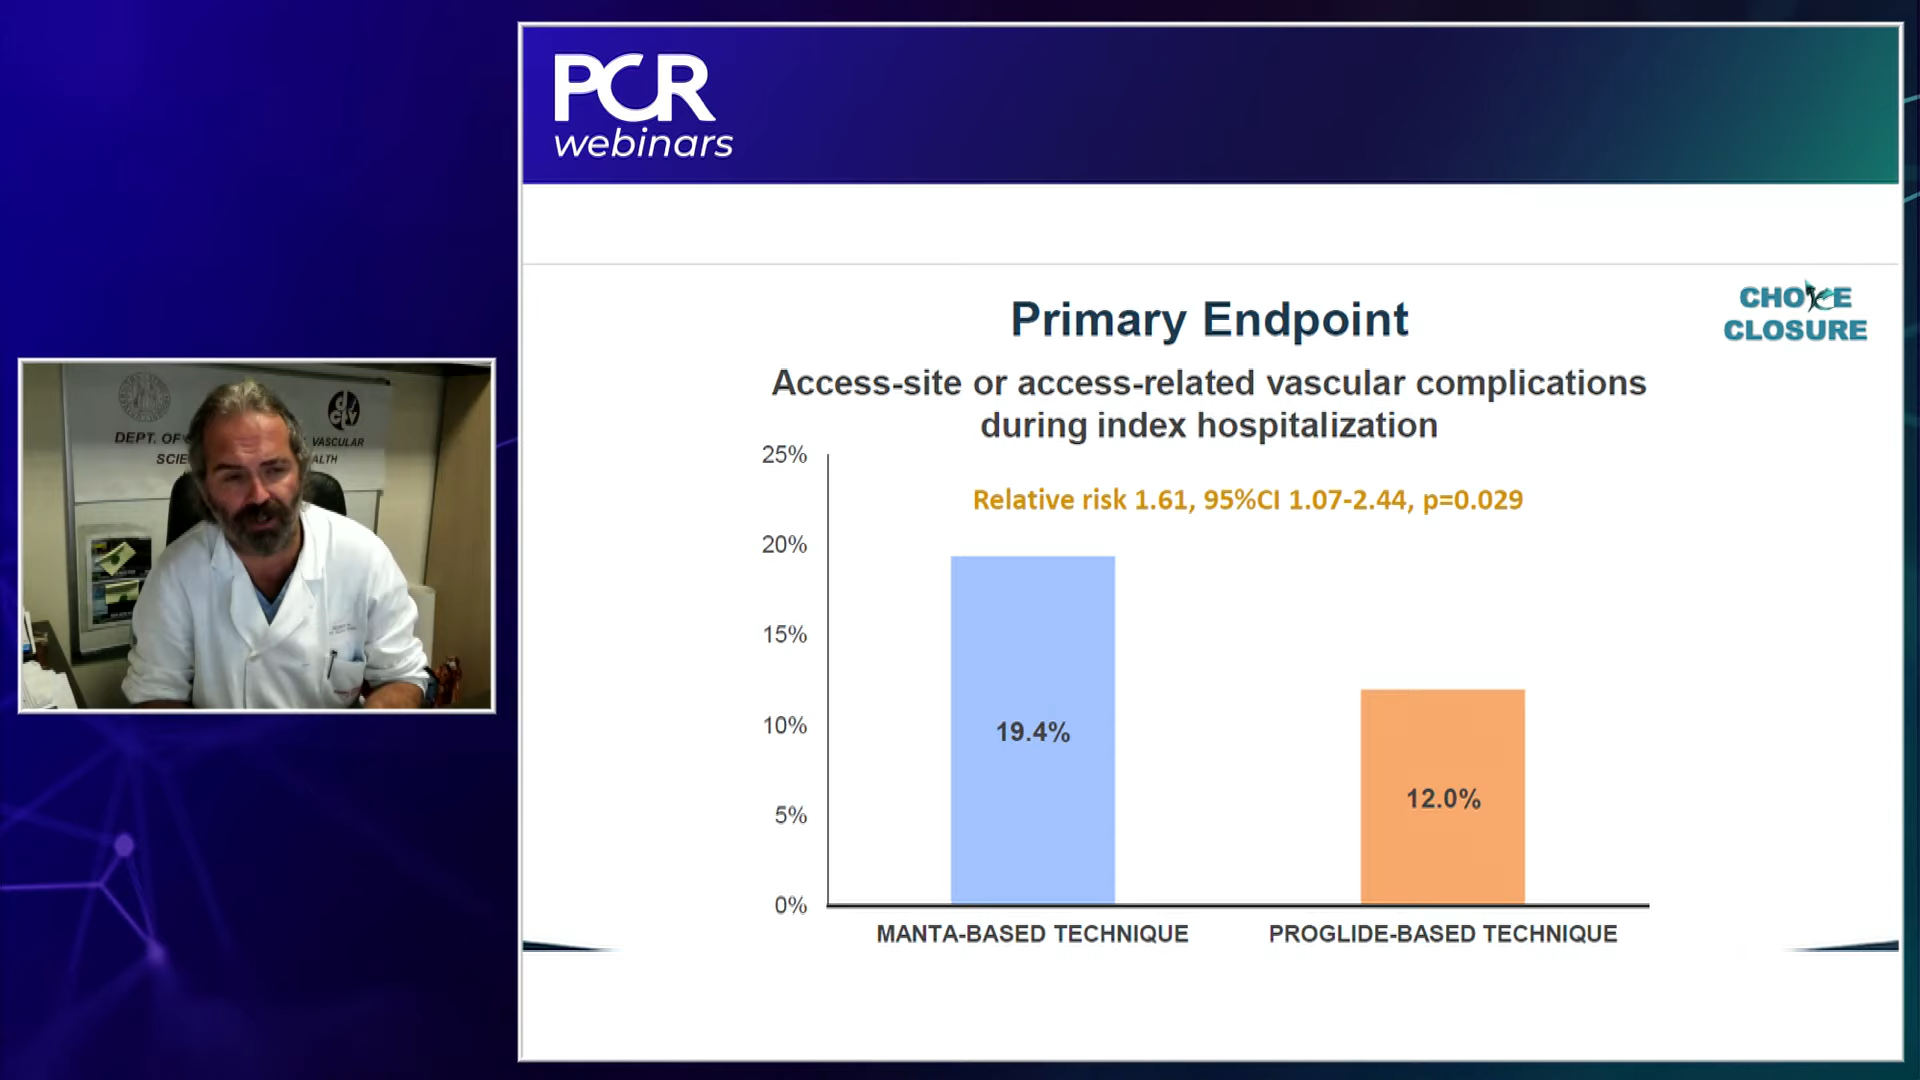 PCR
webinars
CHOICE
CLOSURE
Primary Endpoint
Access-site or access-related vascular complications
during index hospitalization
Relative risk 1.61, 95%CI 1.07-2.44, p=0.029
25%
20%
15%
10%
5%
0%
19.4%
12.0%
MANTA-BASED TECHNIQUE
PROGLIDE-BASED TECHNIQUE
DEPT. OF
VASCULAR